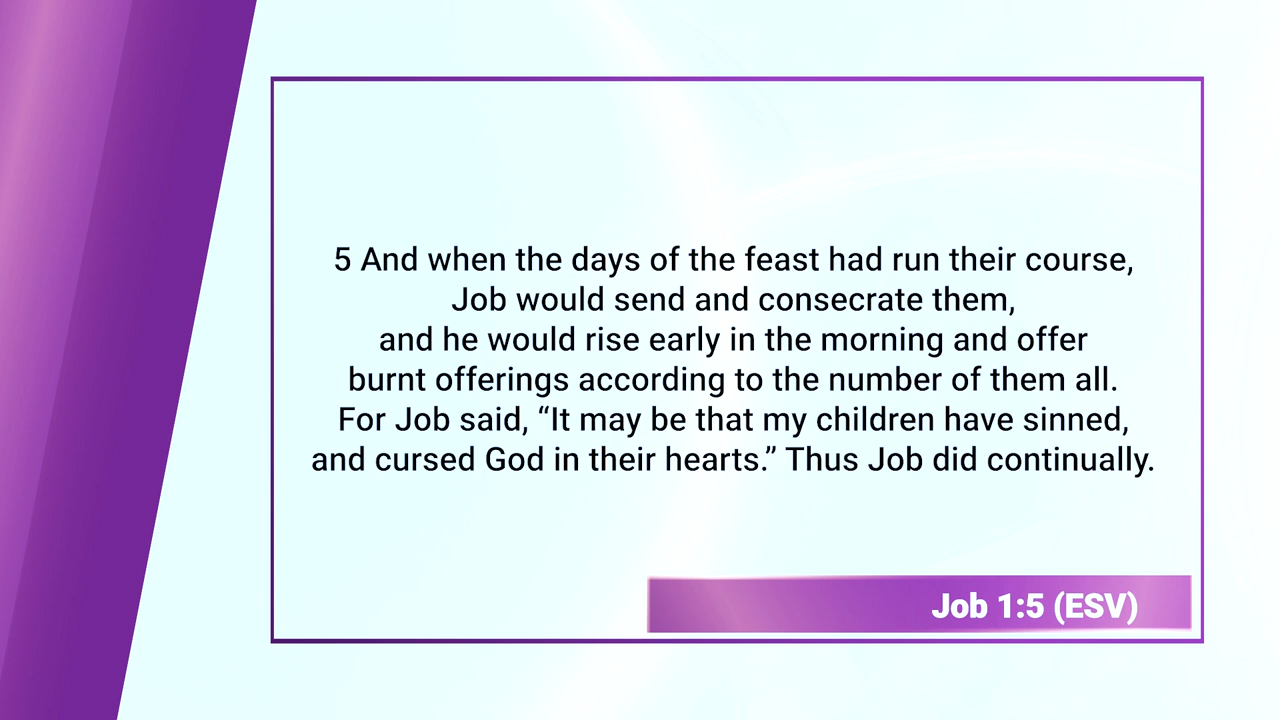 5 And when the days of the feast had run their course,
Job would send and consecrate them,
and he would rise early in the morning and offer
burnt offerings according to the number of them all.
For Job said, “It may be that my children have sinned,
and cursed God in their hearts.” Thus Job did continually.
Job 1:5 (ESV)